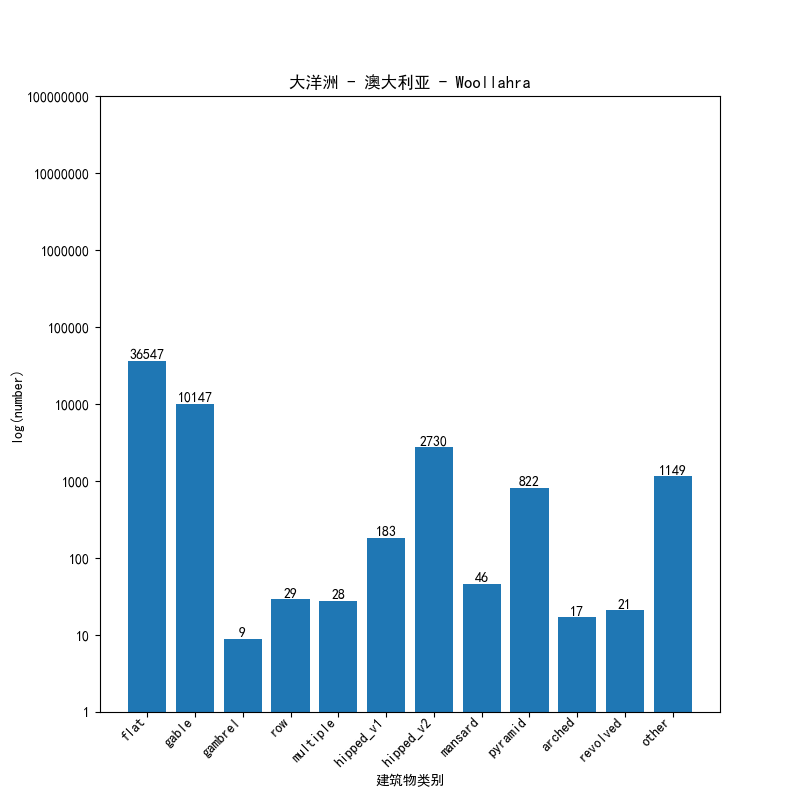 大洋洲 - 澳大利亚 - Woollahra
100000000
10000000
1000000
100000
10000
1000
100
10
1
log(number)
36547
10147
9
29
28
183
2730
46
822
17
21
1149
flat
gable
gambrel
row
multiple
hipped_v1
hipped_v2
mansard
pyramid
arched
revolved
other
建筑物类别